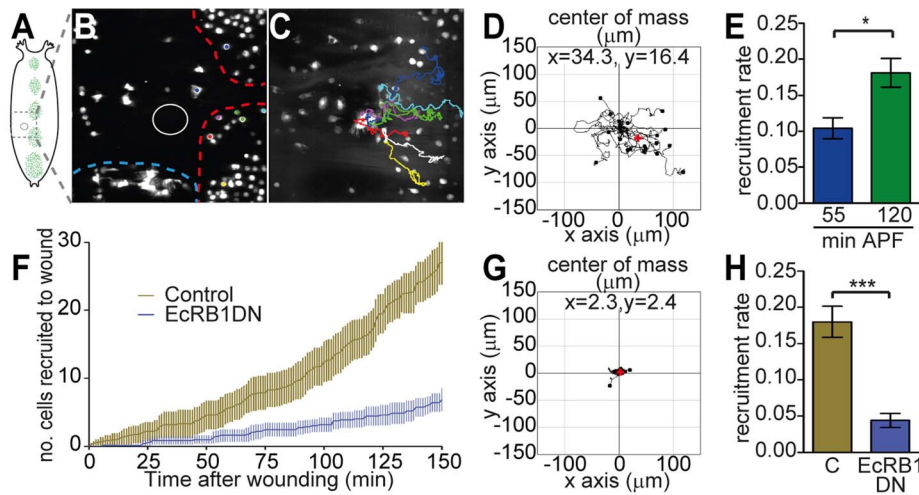 A
B
C
D
center of mass
(μm)
x=34.3, y=16.4
150
100
50
0
-50
-100
-150
y axis (μm)
-100
0
100
x axis (μm)
E
*
recruitment rate
0.20
0.15
0.10
0.05
0.00
55
120
min APF
F
no. cells recruited to wound
30
20
10
0
Control
EcRB1DN
0
25
50
75
100
125
150
Time after wounding (min)
G
center of mass
(μm)
x=2.3,y=2.4
150
100
50
0
-50
-100
-150
y axis (μm)
-100
0
100
x axis (μm)
H
***
recruitment rate
0.25
0.20
0.15
0.10
0.05
0.00
C
EcRB1
DN